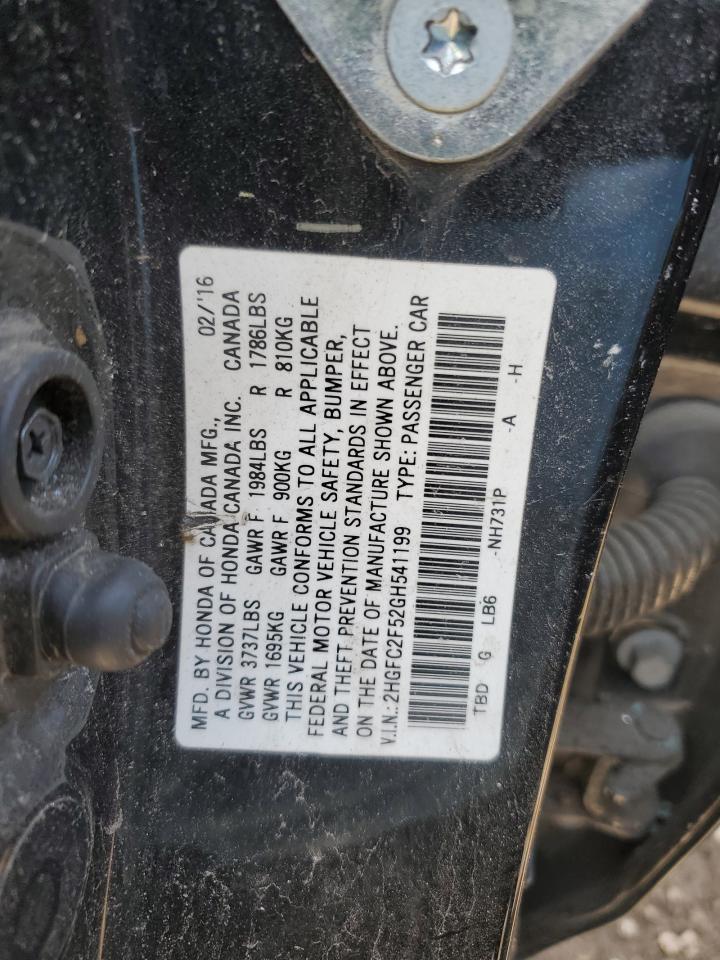 MFD. BY HONDA OF CANADA MFG., 02/'16
A DIVISION OF HONDA CANADA INC. CANADA
GVWR 3737LBS GAWR F 1984LBS R 1786LBS
GVWR 1695KG GAWR F 900KG R 810KG
THIS VEHICLE CONFORMS TO ALL APPLICABLE
FEDERAL MOTOR VEHICLE SAFETY, BUMPER,
AND THEFT PREVENTION STANDARDS IN EFFECT
ON THE DATE OF MANUFACTURE SHOWN ABOVE.
V.I.N.: 2HGFC2F52GH541199 TYPE: PASSENGER CAR
TBD G LB6 -NH731P -A -H